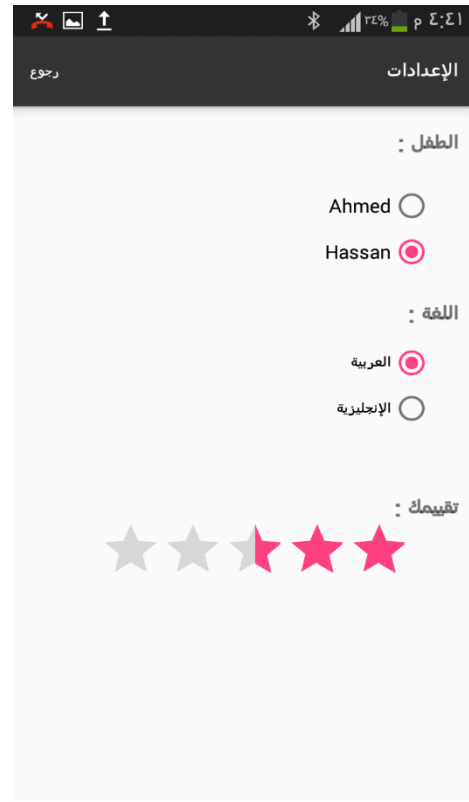 ٤:٤١ م ٣٤%
الإعدادات رجوع
الطفل :
Ahmed
Hassan
اللغة :
العربية
الإنجليزية
تقييمك :